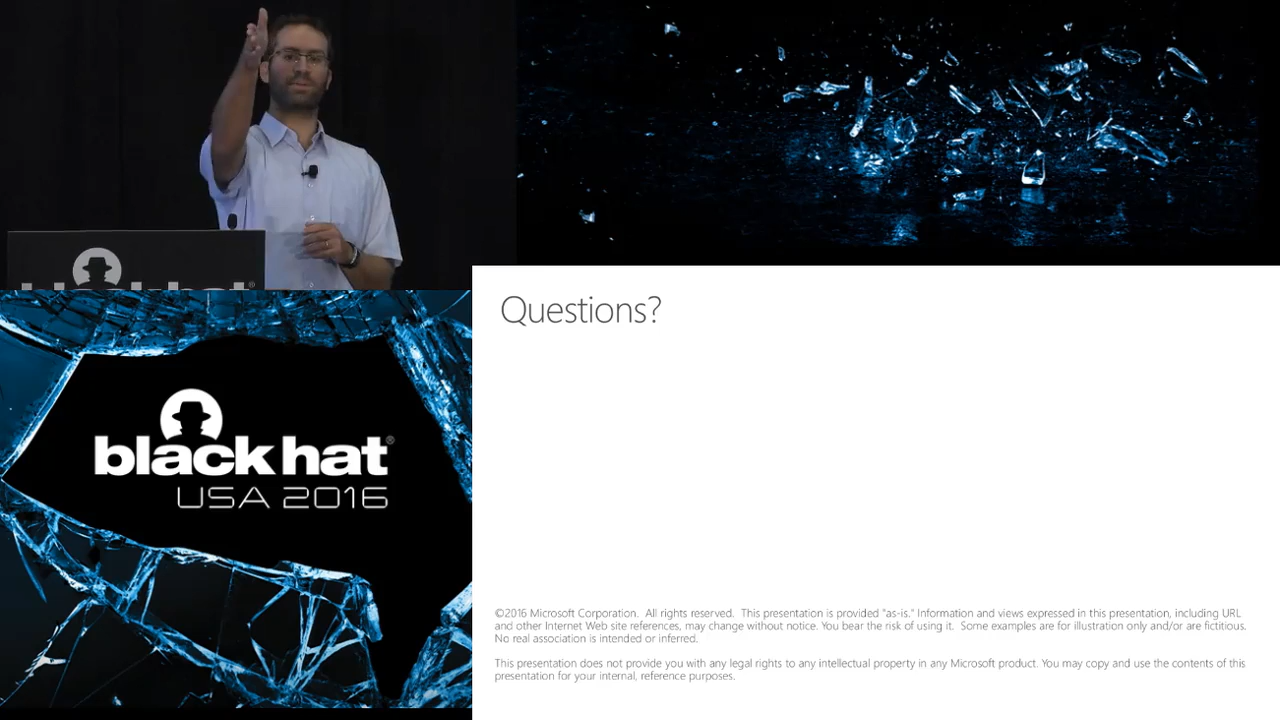 Questions?
black hat®
USA 2016
©2016 Microsoft Corporation. All rights reserved. This presentation is provided "as-is." Information and views expressed in this presentation, including URL
and other Internet Web site references, may change without notice. You bear the risk of using it. Some examples are for illustration only and/or are fictitious.
No real association is intended or inferred.
This presentation does not provide you with any legal rights to any intellectual property in any Microsoft product. You may copy and use the contents of this
presentation for your internal, reference purposes.